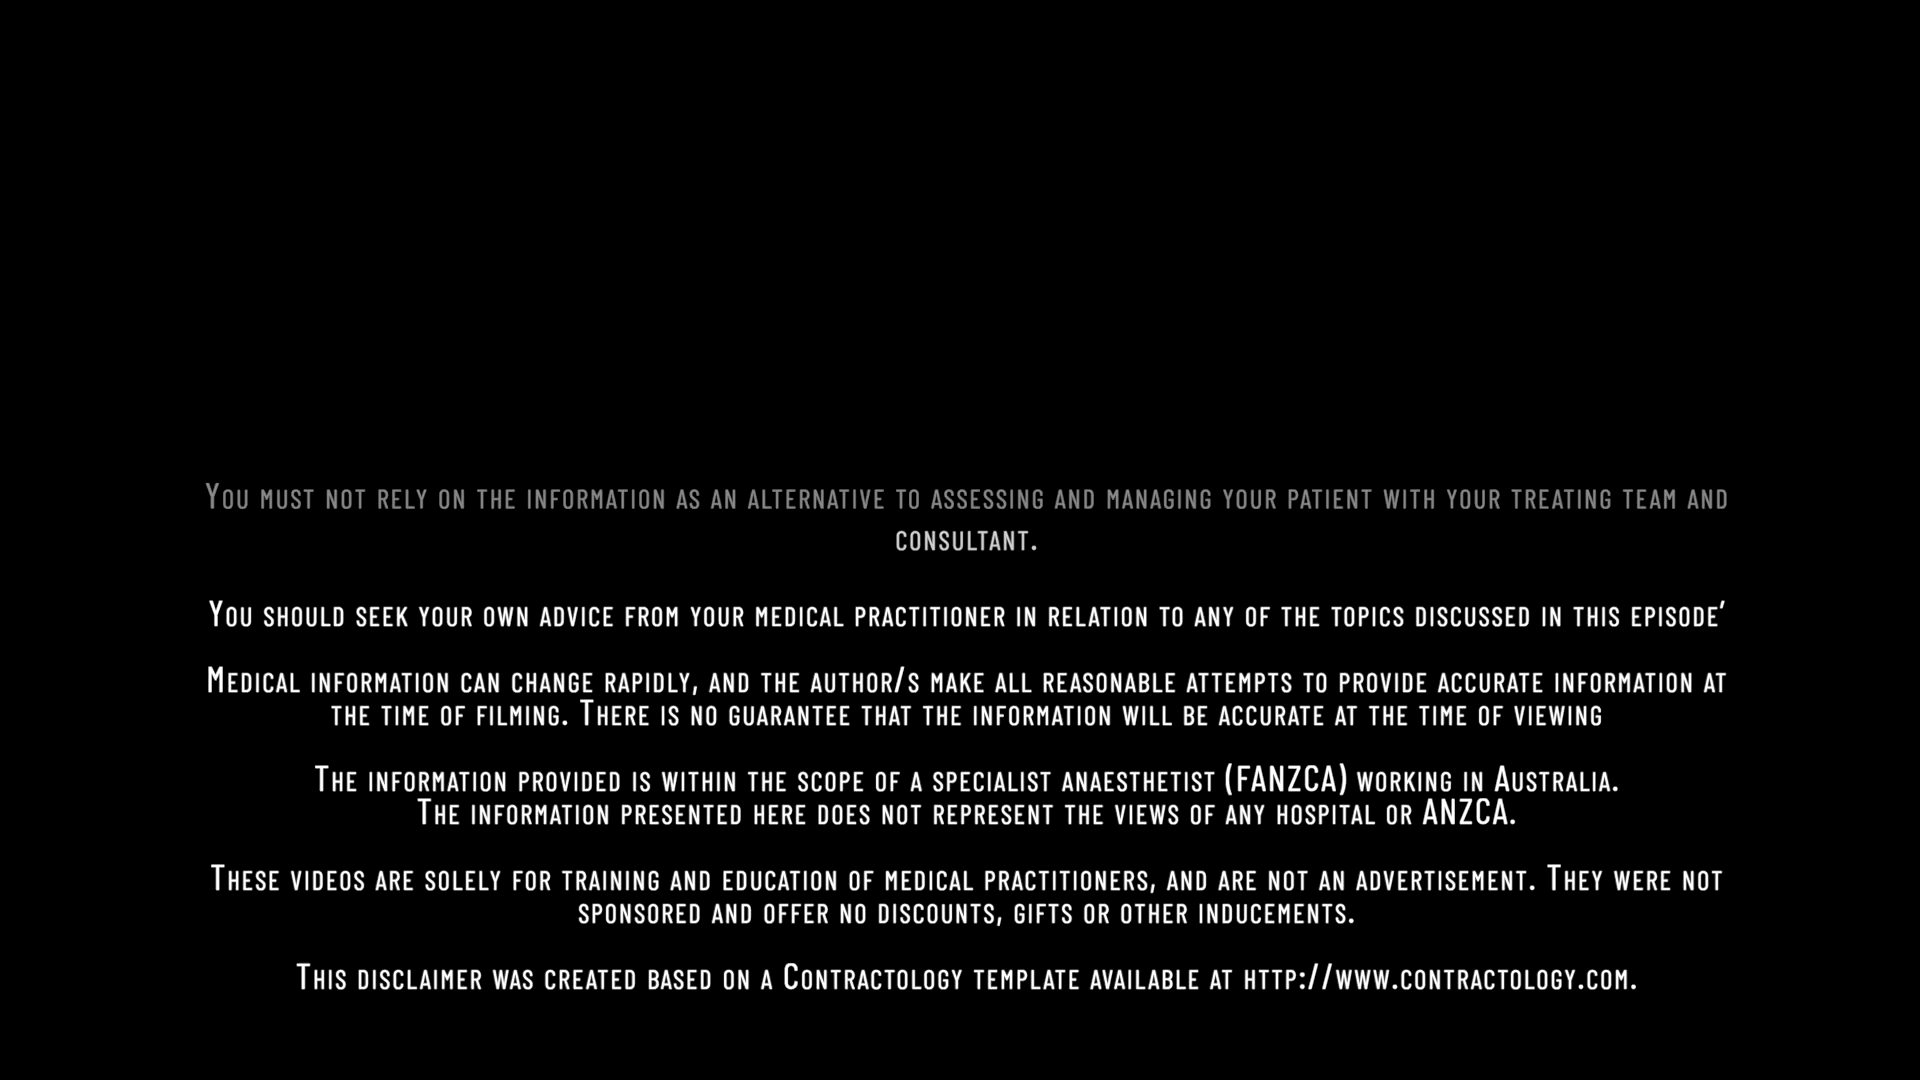 You must not rely on the information as an alternative to assessing and managing your patient with your treating team and
consultant.
You should seek your own advice from your medical practitioner in relation to any of the topics discussed in this episode’
Medical information can change rapidly, and the author/s make all reasonable attempts to provide accurate information at
the time of filming. There is no guarantee that the information will be accurate at the time of viewing
The information provided is within the scope of a specialist anaesthetist (FANZCA) working in Australia.
The information presented here does not represent the views of any hospital or ANZCA.
These videos are solely for training and education of medical practitioners, and are not an advertisement. They were not
sponsored and offer no discounts, gifts or other inducements.
This disclaimer was created based on a Contractology template available at http://www.contractology.com.